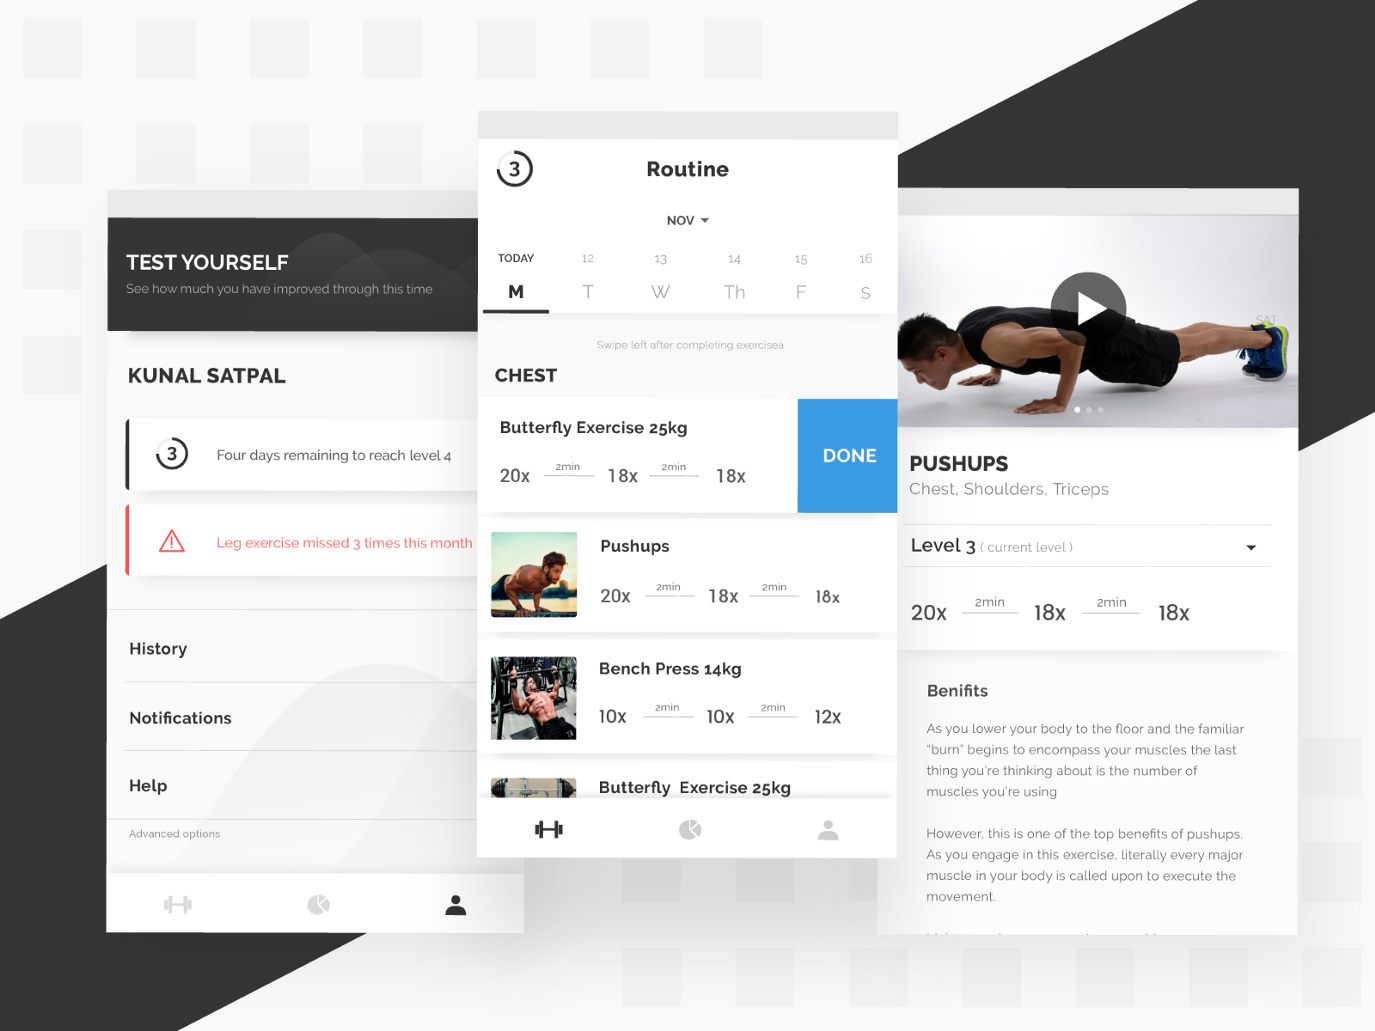 TEST YOURSELF
See how much you have improved through this time
KUNAL SATPAL
3
Four days remaining to reach level 4
Leg exercise missed 3 times this month
History
Notifications
Help
Advanced options
3
Routine
NOV
TODAY 12 13 14 15 16
M T W Th F S
Swipe left after completing exercisea
CHEST
Butterfly Exercise 25kg
20x 2min 18x 2min 18x
DONE
Pushups
20x 2min 18x 2min 18x
Bench Press 14kg
10x 2min 10x 2min 12x
Butterfly Exercise 25kg
SAT
PUSHUPS
Chest, Shoulders, Triceps
Level 3 ( current level )
20x 2min 18x 2min 18x
Benifits
As you lower your body to the floor and the familiar
“burn” begins to encompass your muscles the last
thing you’re thinking about is the number of
muscles you’re using
However, this is one of the top benefits of pushups.
As you engage in this exercise, literally every major
muscle in your body is called upon to execute the
movement.